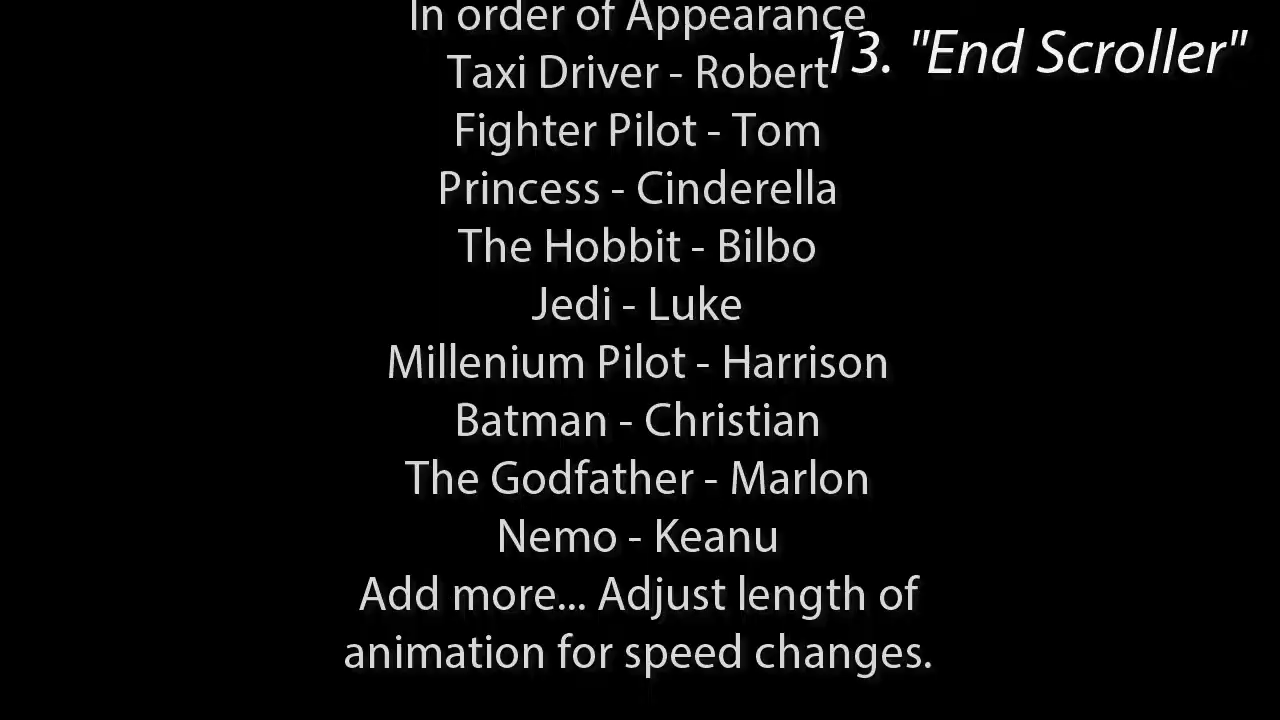 In order of Appearance
13. "End Scroller"
Taxi Driver - Robert
Fighter Pilot - Tom
Princess - Cinderella
The Hobbit - Bilbo
Jedi - Luke
Millenium Pilot - Harrison
Batman - Christian
The Godfather - Marlon
Nemo - Keanu
Add more... Adjust length of
animation for speed changes.